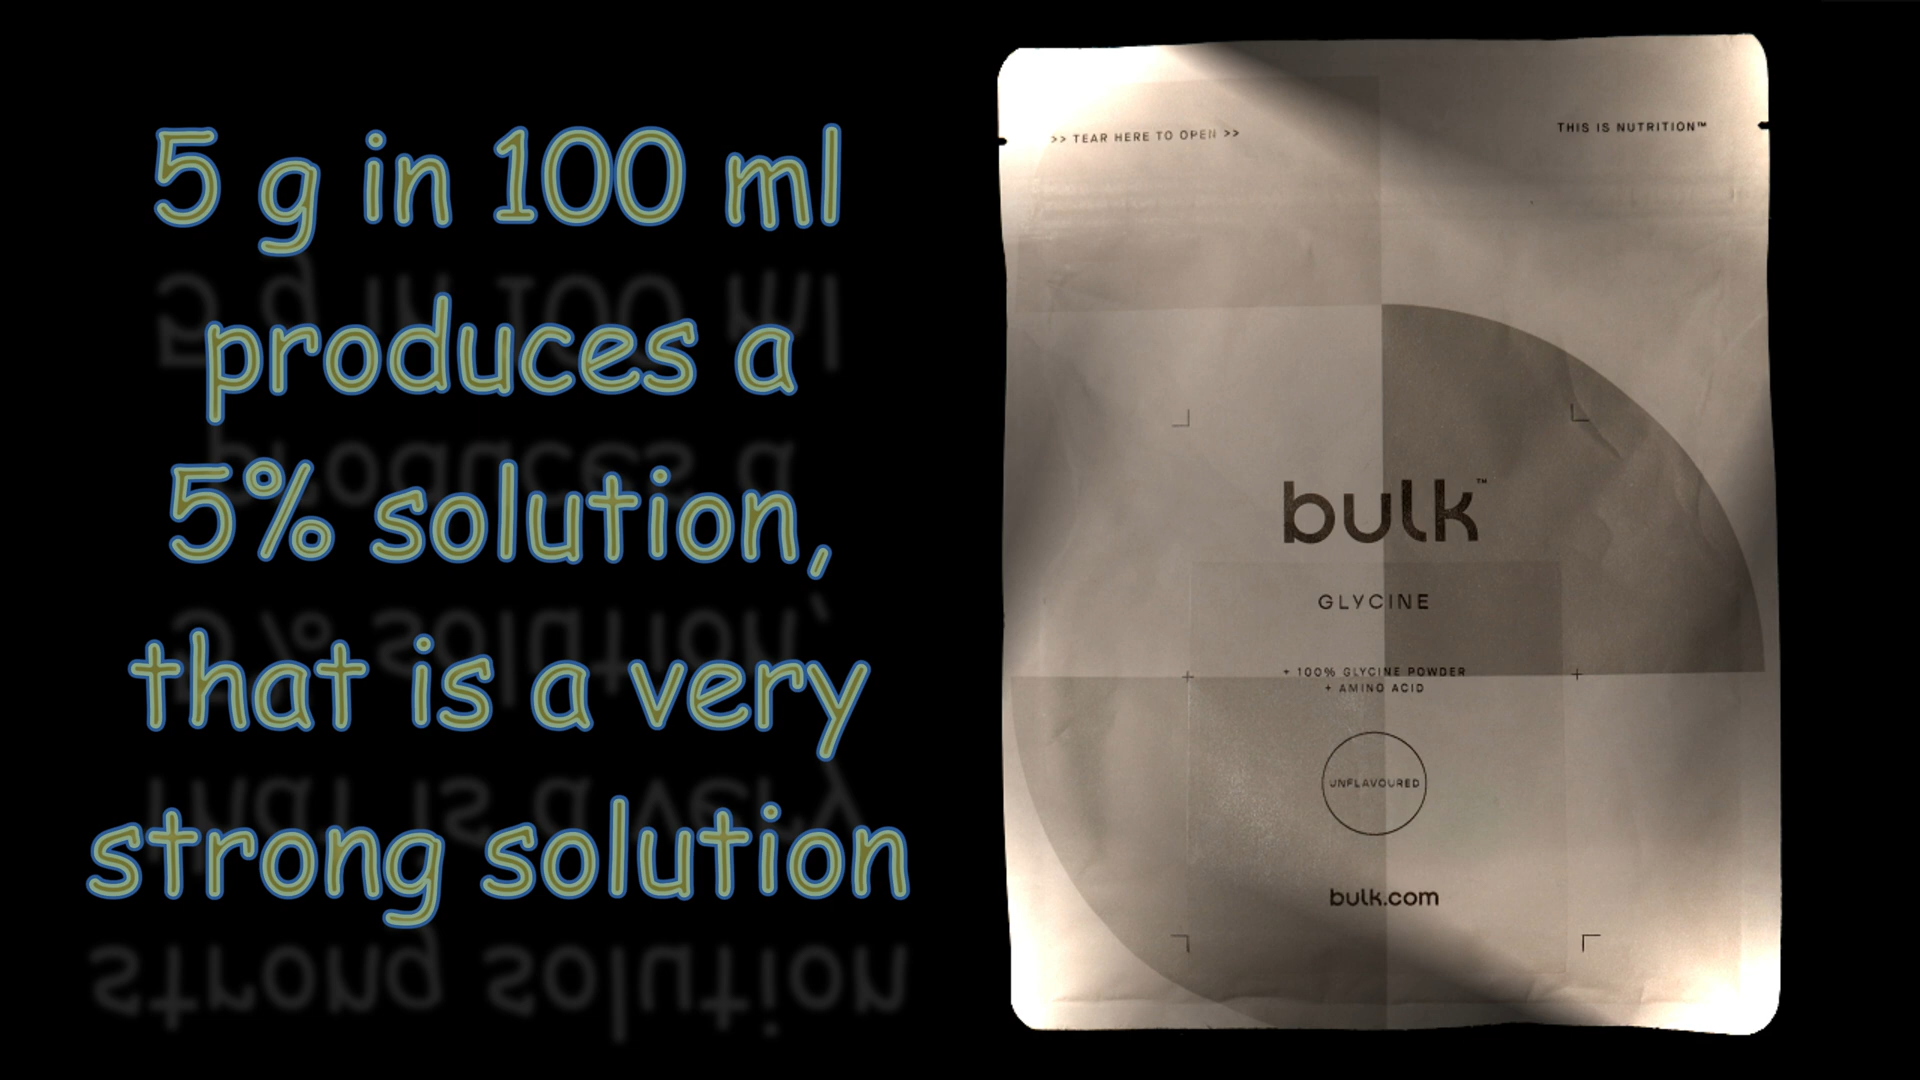 5 g in 100 ml
produces a
5% solution,
that is a very
strong solution
>> TEAR HERE TO OPEN >>
THIS IS NUTRITION™
bulk™
GLYCINE
+ 100% GLYCINE POWDER
+ AMINO ACID
UNFLAVOURED
bulk.com